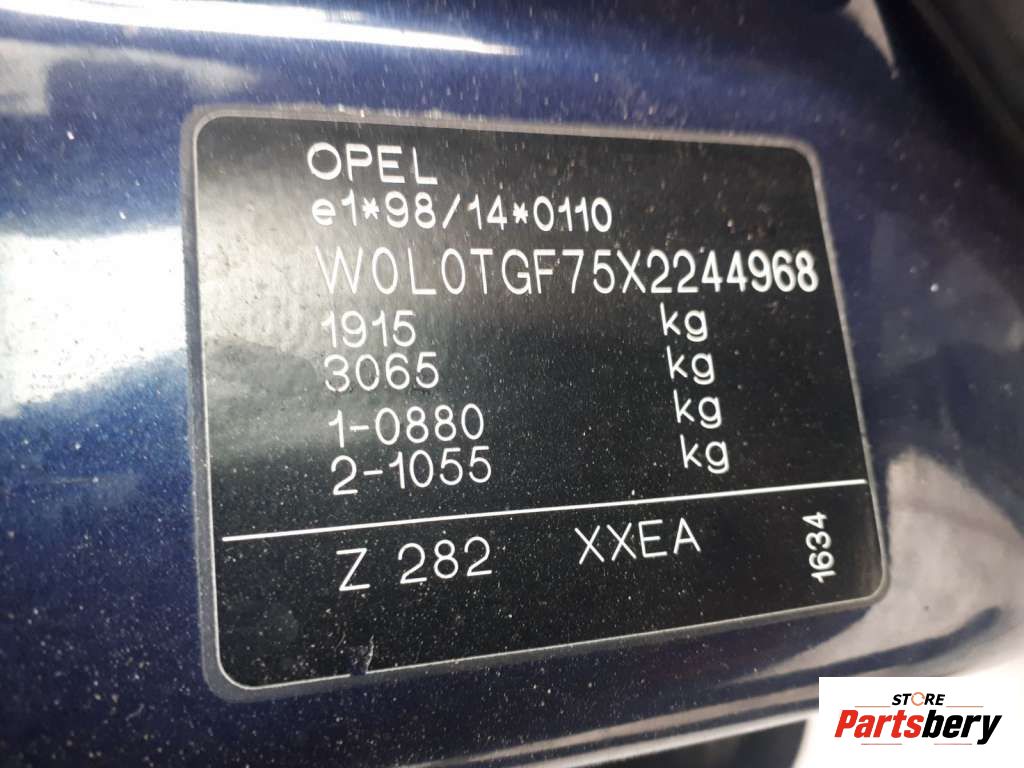 OPEL
e1*98/14*0110
W0L0TGF75X2244968
1915 kg
3065 kg
1-0880 kg
2-1055 kg
Z 282 XXEA
1634
STORE
Partsbery